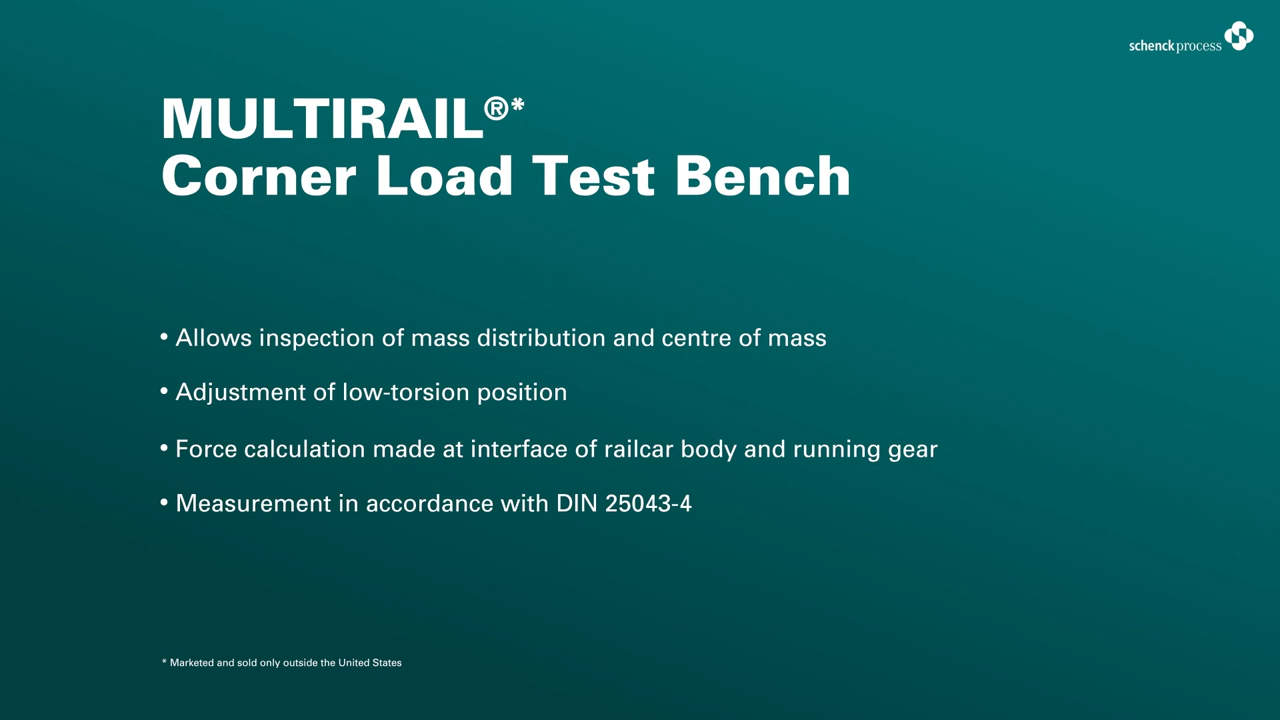 schenck process
MULTIRAIL®*
Corner Load Test Bench
• Allows inspection of mass distribution and centre of mass
• Adjustment of low-torsion position
• Force calculation made at interface of railcar body and running gear
• Measurement in accordance with DIN 25043-4
* Marketed and sold only outside the United States